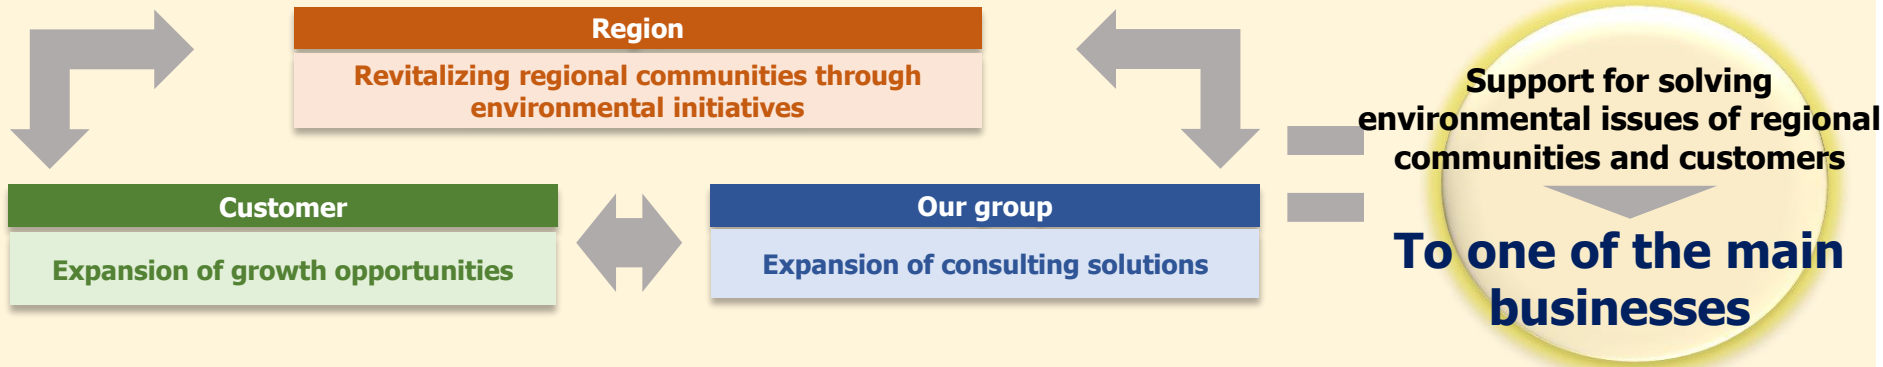 Region
Revitalizing regional communities through
environmental initiatives
Customer
Expansion of growth opportunities
Our group
Expansion of consulting solutions
Support for solving
environmental issues of regional
communities and customers
To one of the main
businesses